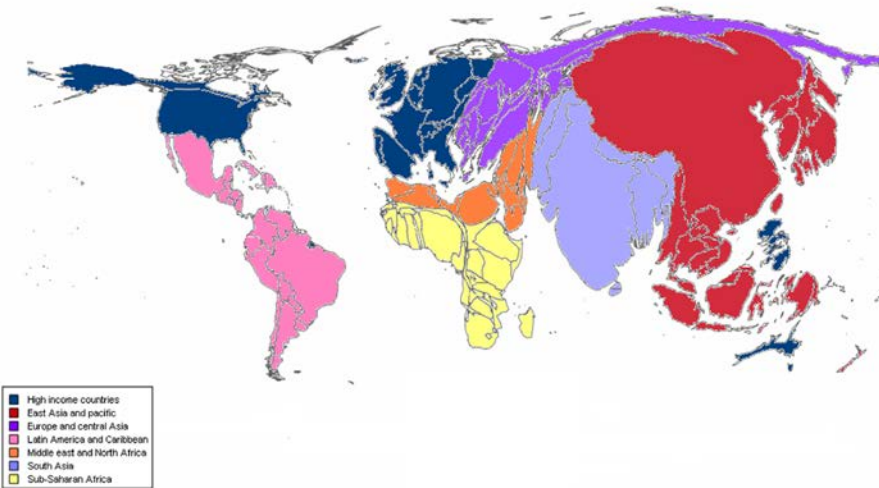 High income countries
East Asia and pacific
Europe and central Asia
Latin America and Caribbean
Middle east and North Africa
South Asia
Sub-Saharan Africa